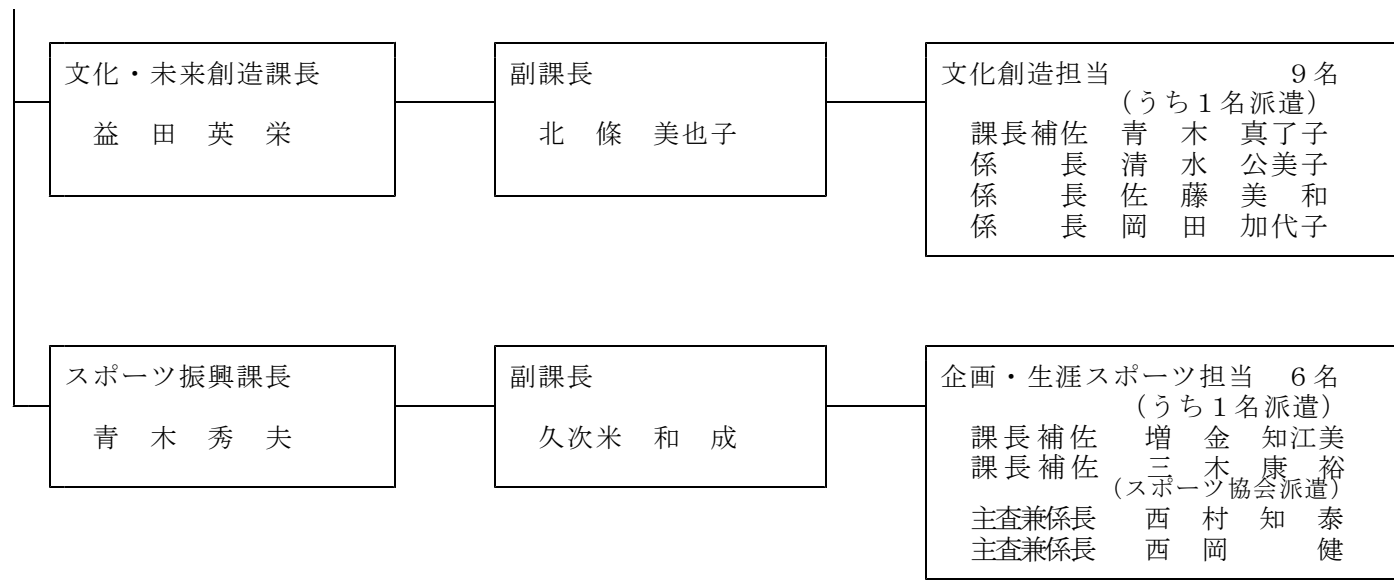 文化・未来創造課長
益　田　英　栄
副課長
北　條　美也子
文化創造担当　　　　　　９名
（うち１名派遣）
課長補佐　青　木　真了子
係　　長　清　水　公美子
係　　長　佐　藤　美　和
係　　長　岡　田　加代子
スポーツ振興課長
青　木　秀　夫
副課長
久次米　和　成
企画・生涯スポーツ担当　６名
（うち１名派遣）
課長補佐　増　金　知江美
課長補佐　三　木　康　裕
（スポーツ協会派遣）
主査兼係長　西　村　知　泰
主査兼係長　西　岡　　　健